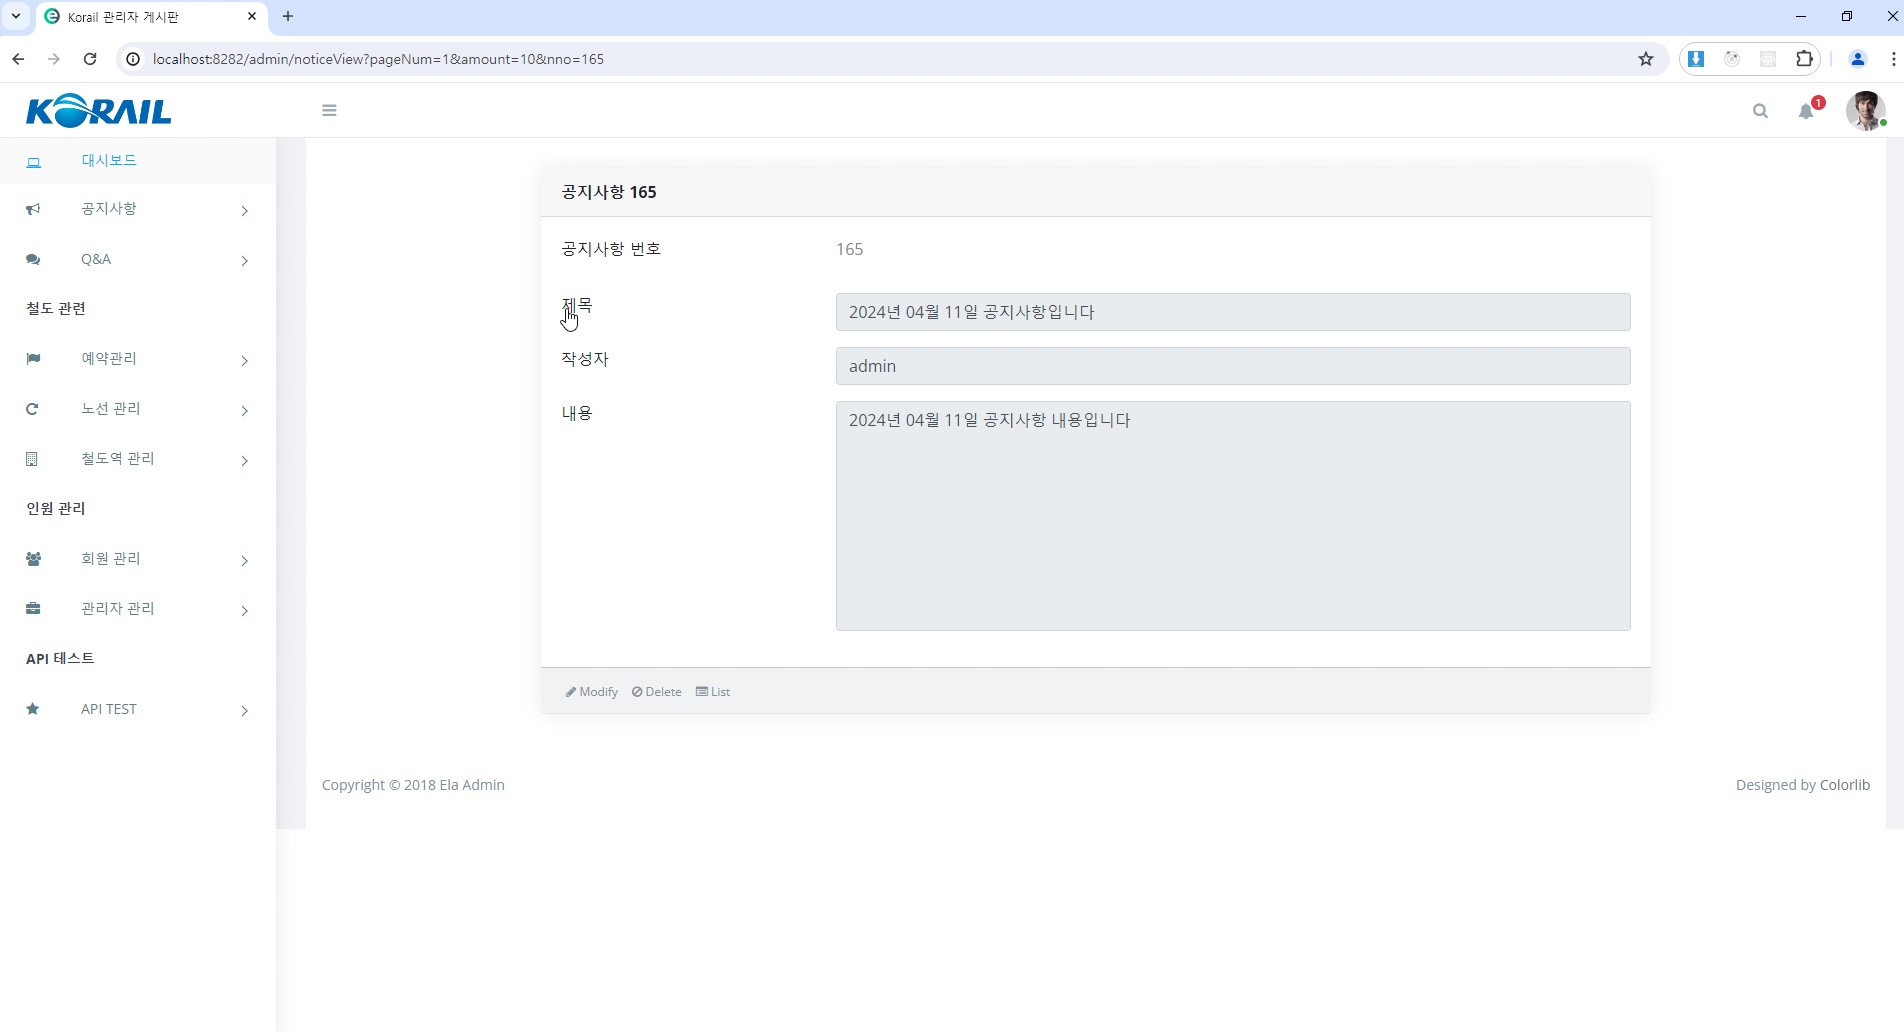 Korail 관리자 게시판
localhost:8282/admin/noticeView?pageNum=1&amount=10&nno=165
KORAIL
1
대시보드
공지사항
Q&A
철도 관련
예약관리
노선 관리
철도역 관리
인원 관리
회원 관리
관리자 관리
API 테스트
API TEST
공지사항 165
공지사항 번호 165
제목 2024년 04월 11일 공지사항입니다
작성자 admin
내용 2024년 04월 11일 공지사항 내용입니다
Modify Delete List
Copyright © 2018 Ela Admin Designed by Colorlib